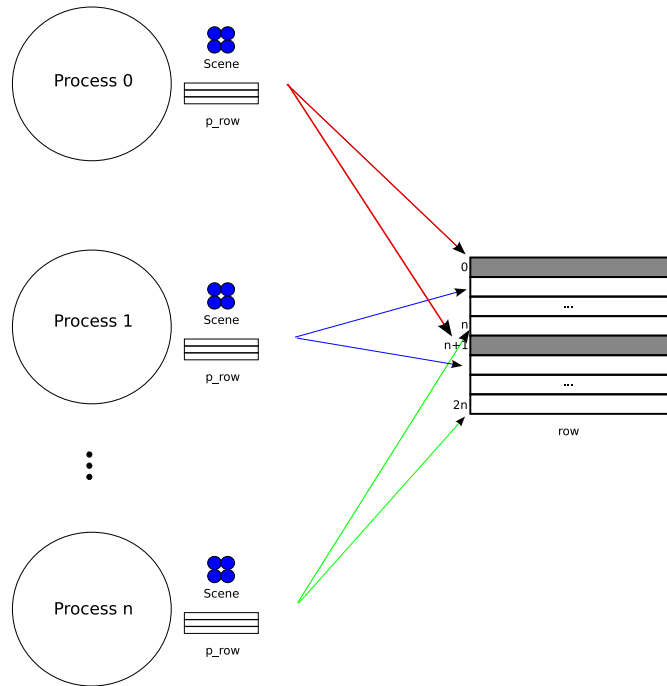 Process 0
Scene
p_row
0
...
n
Process 1
Scene
n+1
p_row
...
2n
row
Process n
Scene
p_row